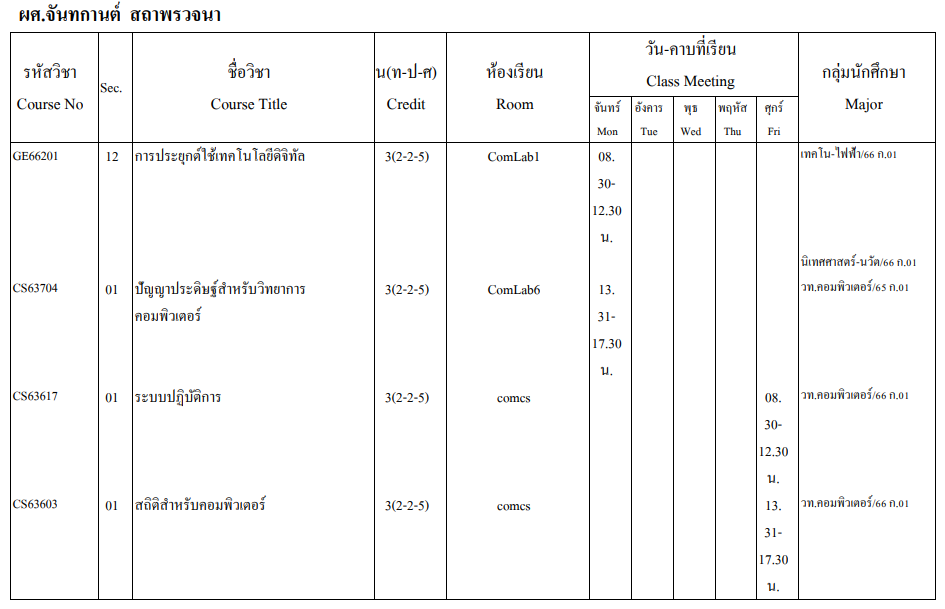 ผศ.จันทกานต์ สถาพรวจนา
รหัสวิชา Sec. ชื่อวิชา น(ท-ป-ศ) ห้องเรียน วัน-คาบที่เรียน กลุ่มนักศึกษา
Course No Course Title Credit Room Class Meeting Major
จันทร์ อังคาร พุธ พฤหัส ศุกร์
Mon Tue Wed Thu Fri
GE66201 12 การประยุกต์ใช้เทคโนโลยีดิจิทัล 3(2-2-5) ComLab1 08. เทคโน-ไฟฟ้า/66 ก.01
30-
12.30
น.
นิเทศศาสตร์-นวัต/66 ก.01
CS63704 01 ปัญญาประดิษฐ์สำหรับวิทยาการ 3(2-2-5) ComLab6 13. วท.คอมพิวเตอร์/65 ก.01
คอมพิวเตอร์ 31-
17.30
น.
CS63617 01 ระบบปฏิบัติการ 3(2-2-5) comcs 08. วท.คอมพิวเตอร์/66 ก.01
30-
12.30
น.
CS63603 01 สถิติสำหรับคอมพิวเตอร์ 3(2-2-5) comcs 13. วท.คอมพิวเตอร์/66 ก.01
31-
17.30
น.